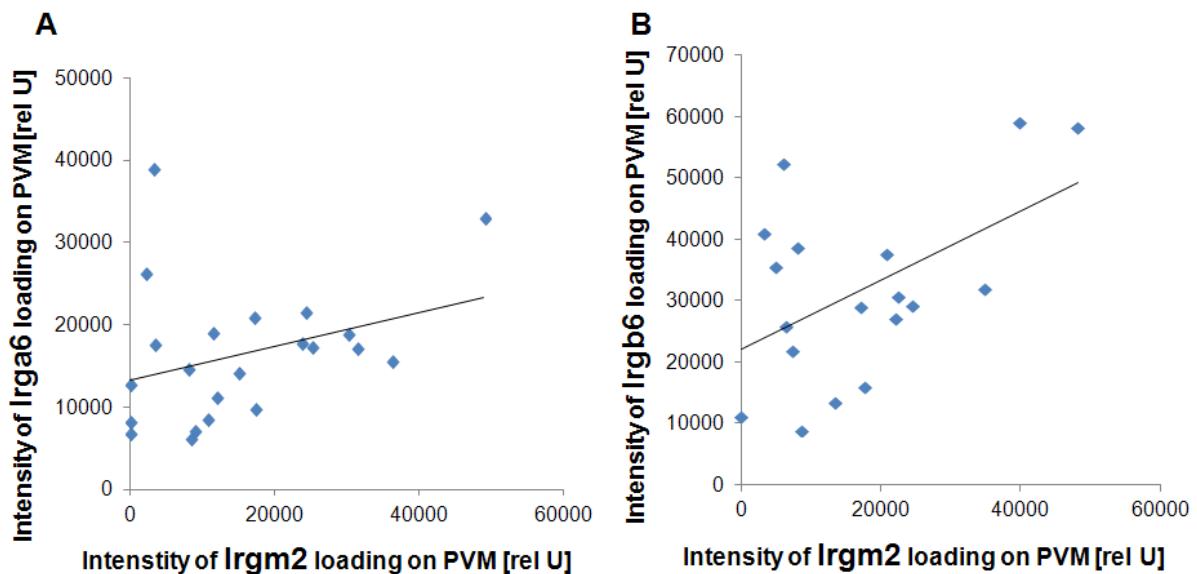 A
Intensity of Irga6 loading on PVM [rel U]
50000
40000
30000
20000
10000
0
0 20000 40000 60000
Intenstity of Irgm2 loading on PVM [rel U]
B
Intensity of Irgb6 loading on PVM [rel U]
70000
60000
50000
40000
30000
20000
10000
0
0 20000 40000 60000
Intensity of Irgm2 loading on PVM [rel U]